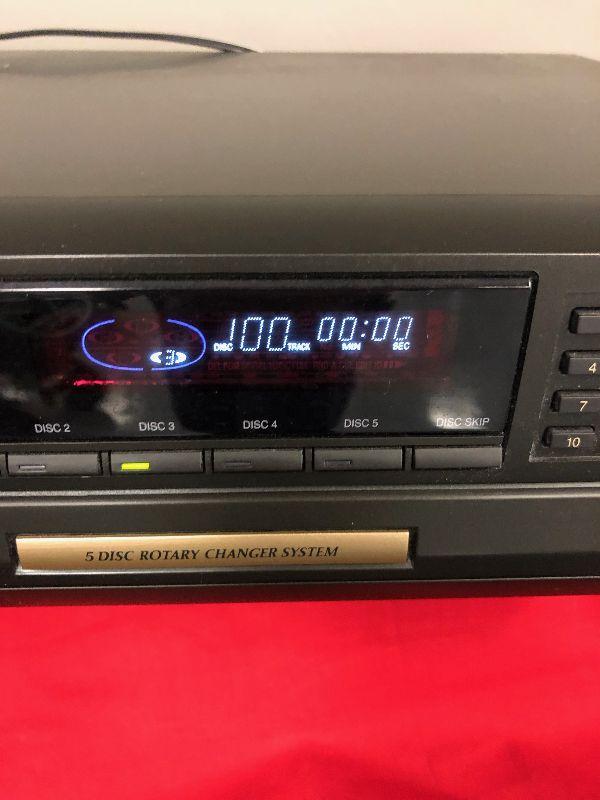 3 100 00:00
DISC TRACK MIN SEC
DISC 2 DISC 3 DISC 4 DISC 5 DISC SKIP
4
7
10
5 DISC ROTARY CHANGER SYSTEM